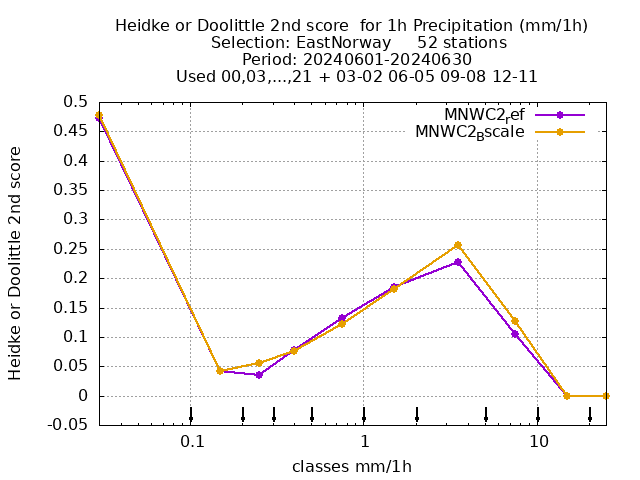 Heidke or Doolittle 2nd score  for 1h Precipitation (mm/1h)
Selection: EastNorway     52 stations
Period: 20240601-20240630
Used 00,03,...,21 + 03-02 06-05 09-08 12-11
MNWC2ref
MNWC2Bscale
0.5
0.45
0.4
0.35
0.3
0.25
0.2
0.15
0.1
0.05
0
-0.05
Heidke or Doolittle 2nd score
0.1 1 10
classes mm/1h